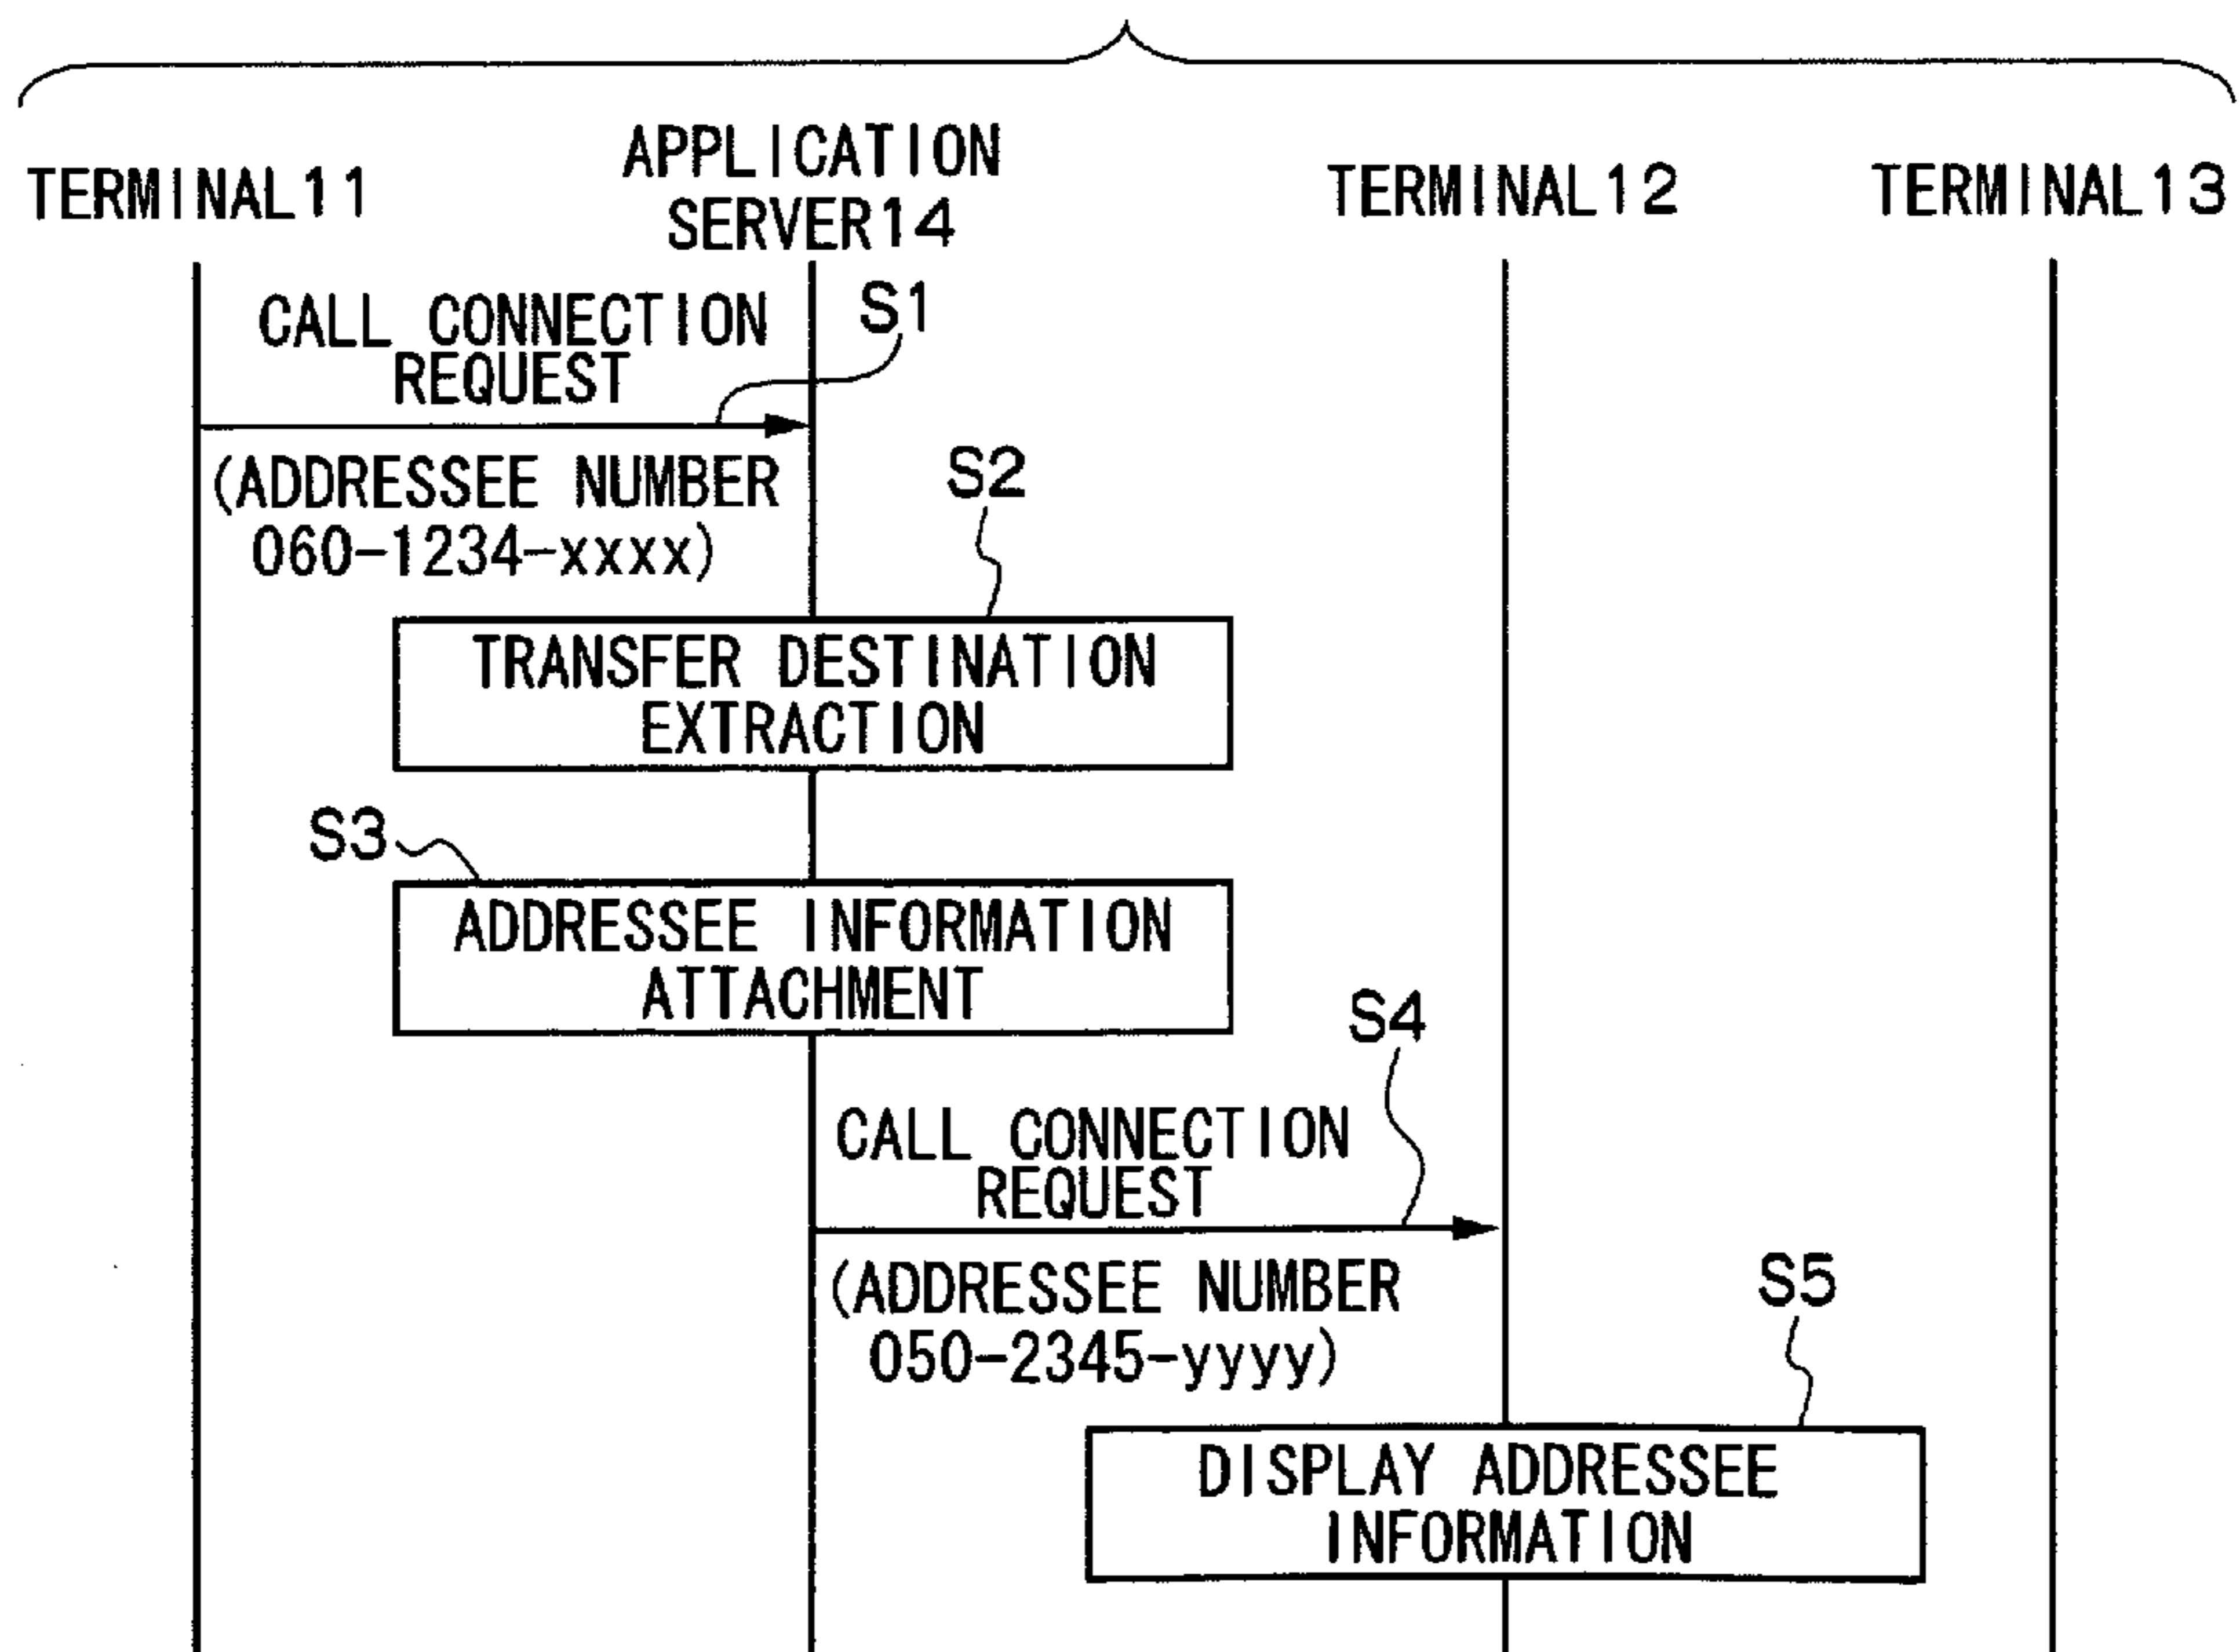 TERMINAL11
APPLICATION
SERVER14
TERMINAL12
TERMINAL13
CALL CONNECTION
REQUEST
S1
(ADDRESSEE NUMBER
060-1234-xxxx)
S2
TRANSFER DESTINATION
EXTRACTION
S3
ADDRESSEE INFORMATION
ATTACHMENT
S4
CALL CONNECTION
REQUEST
(ADDRESSEE NUMBER
050-2345-yyyy)
S5
DISPLAY ADDRESSEE
INFORMATION